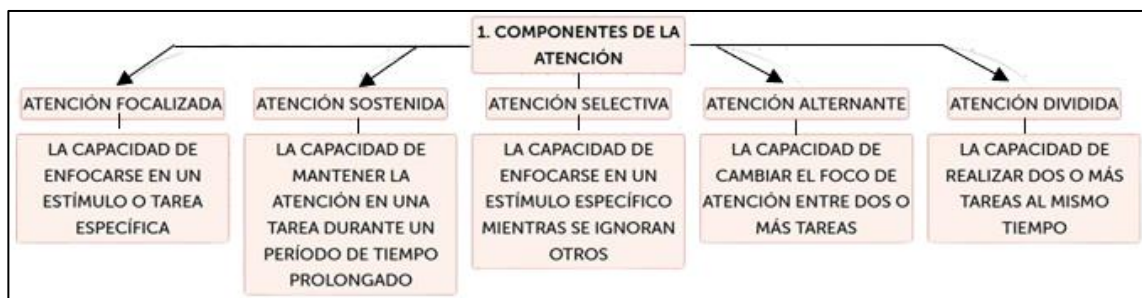 1. COMPONENTES DE LA
ATENCIÓN
ATENCIÓN FOCALIZADA
LA CAPACIDAD DE
ENFOCARSE EN UN
ESTÍMULO O TAREA
ESPECÍFICA
ATENCIÓN SOSTENIDA
LA CAPACIDAD DE
MANTENER LA
ATENCIÓN EN UNA
TAREA DURANTE UN
PERÍODO DE TIEMPO
PROLONGADO
ATENCIÓN SELECTIVA
LA CAPACIDAD DE
ENFOCARSE EN UN
ESTÍMULO ESPECÍFICO
MIENTRAS SE IGNORAN
OTROS
ATENCIÓN ALTERNANTE
LA CAPACIDAD DE
CAMBIAR EL FOCO DE
ATENCIÓN ENTRE DOS O
MÁS TAREAS
ATENCIÓN DIVIDIDA
LA CAPACIDAD DE
REALIZAR DOS O MÁS
TAREAS AL MISMO
TIEMPO